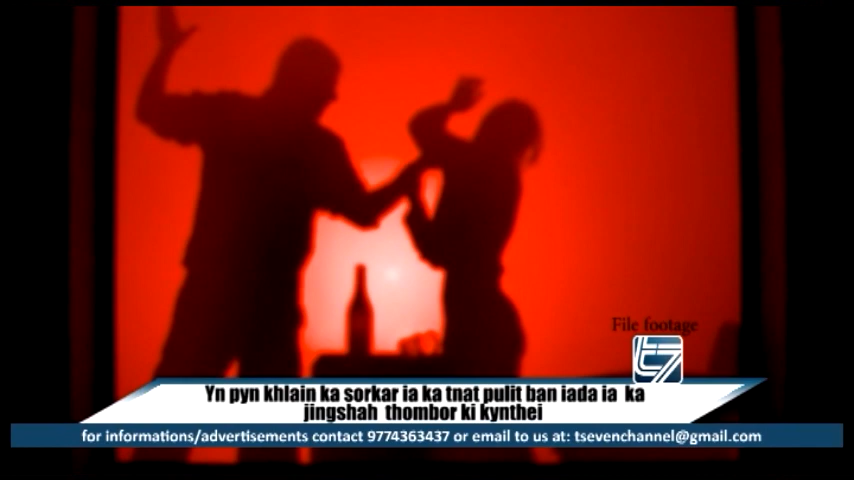 File footage
T7
Yn pyn khlain ka sorkar ia ka tnat pulit ban iada ia ka
jingshah thombor ki kynthei
for informations/advertisements contact 9774363437 or email to us at: tsevenchannel@gmail.com